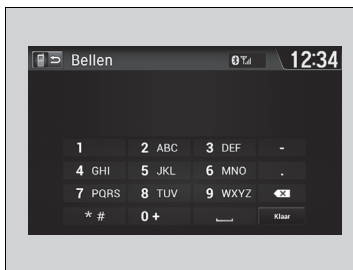 Bellen 12:34
1 2 ABC 3 DEF -
4 GHI 5 JKL 6 MNO .
7 PQRS 8 TUV 9 WXYZ
* # 0 + Klaar